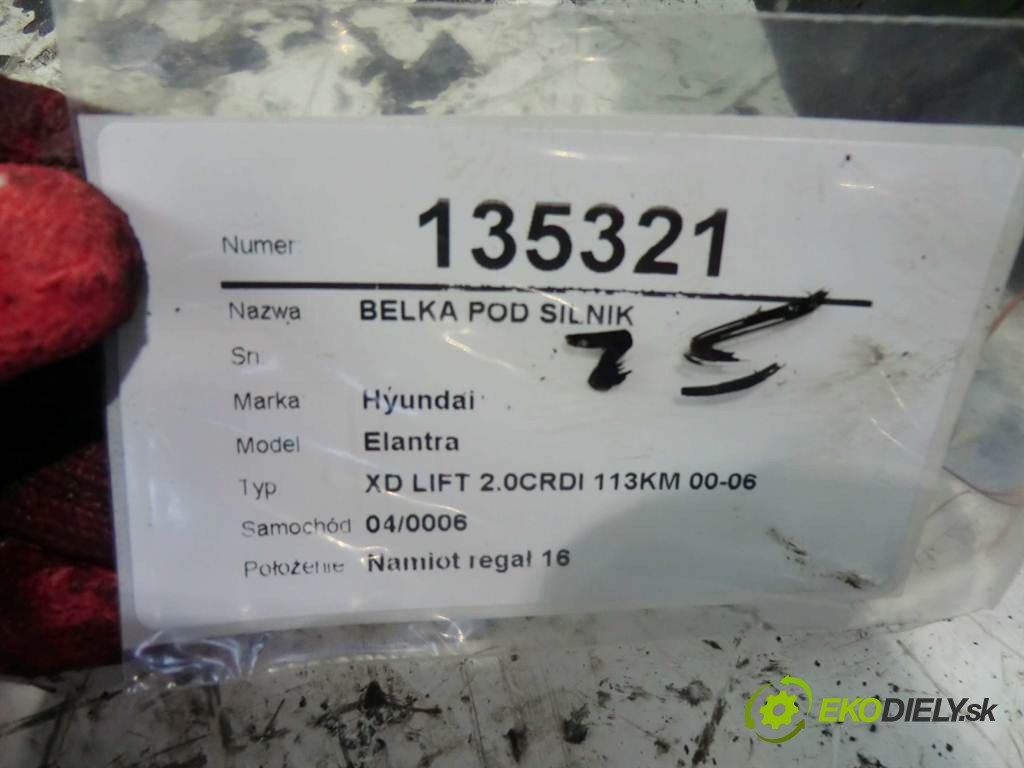 Numer 135321
Nazwa BELKA POD SILNIK
Sn
Marka Hyundai
Model Elantra
Typ XD LIFT 2.0CRDI 113KM 00-06
Samochód 04/0006
Położenie Namiot regał 16
EKODIELY.sk